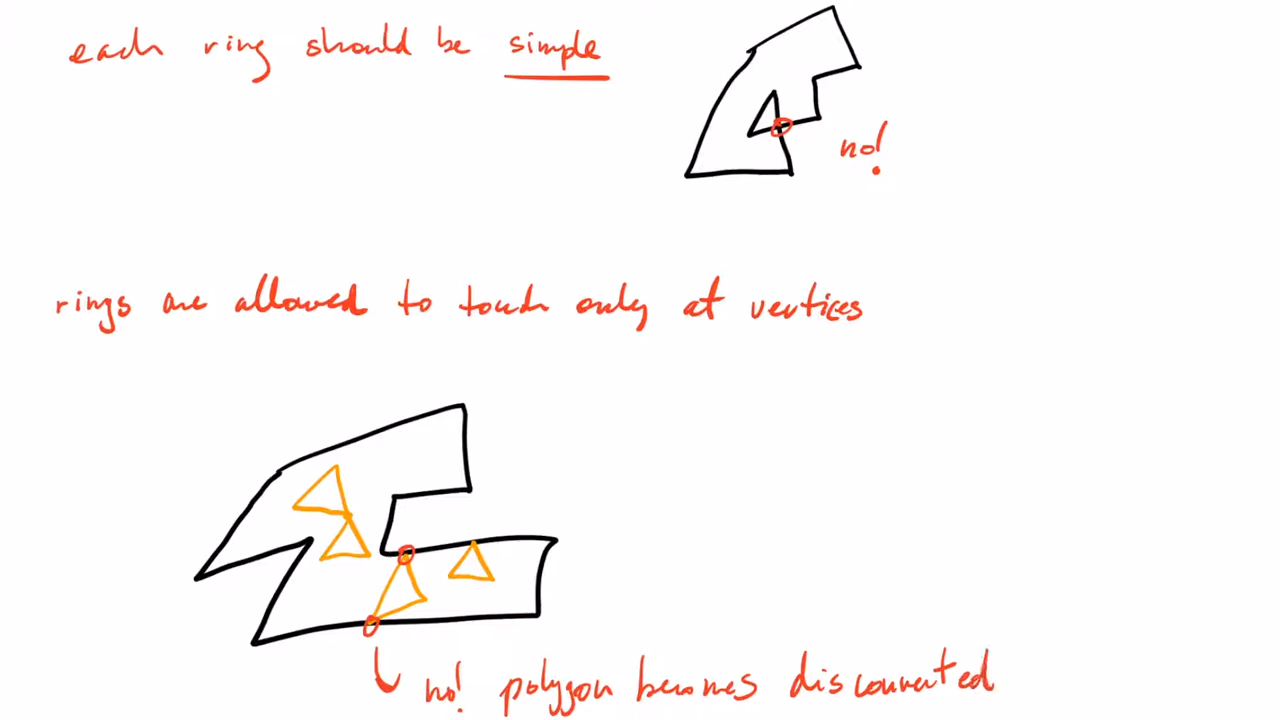 each ring should be simple
no!
rings are allowed to touch only at vertices
no! polygon becomes disconnected